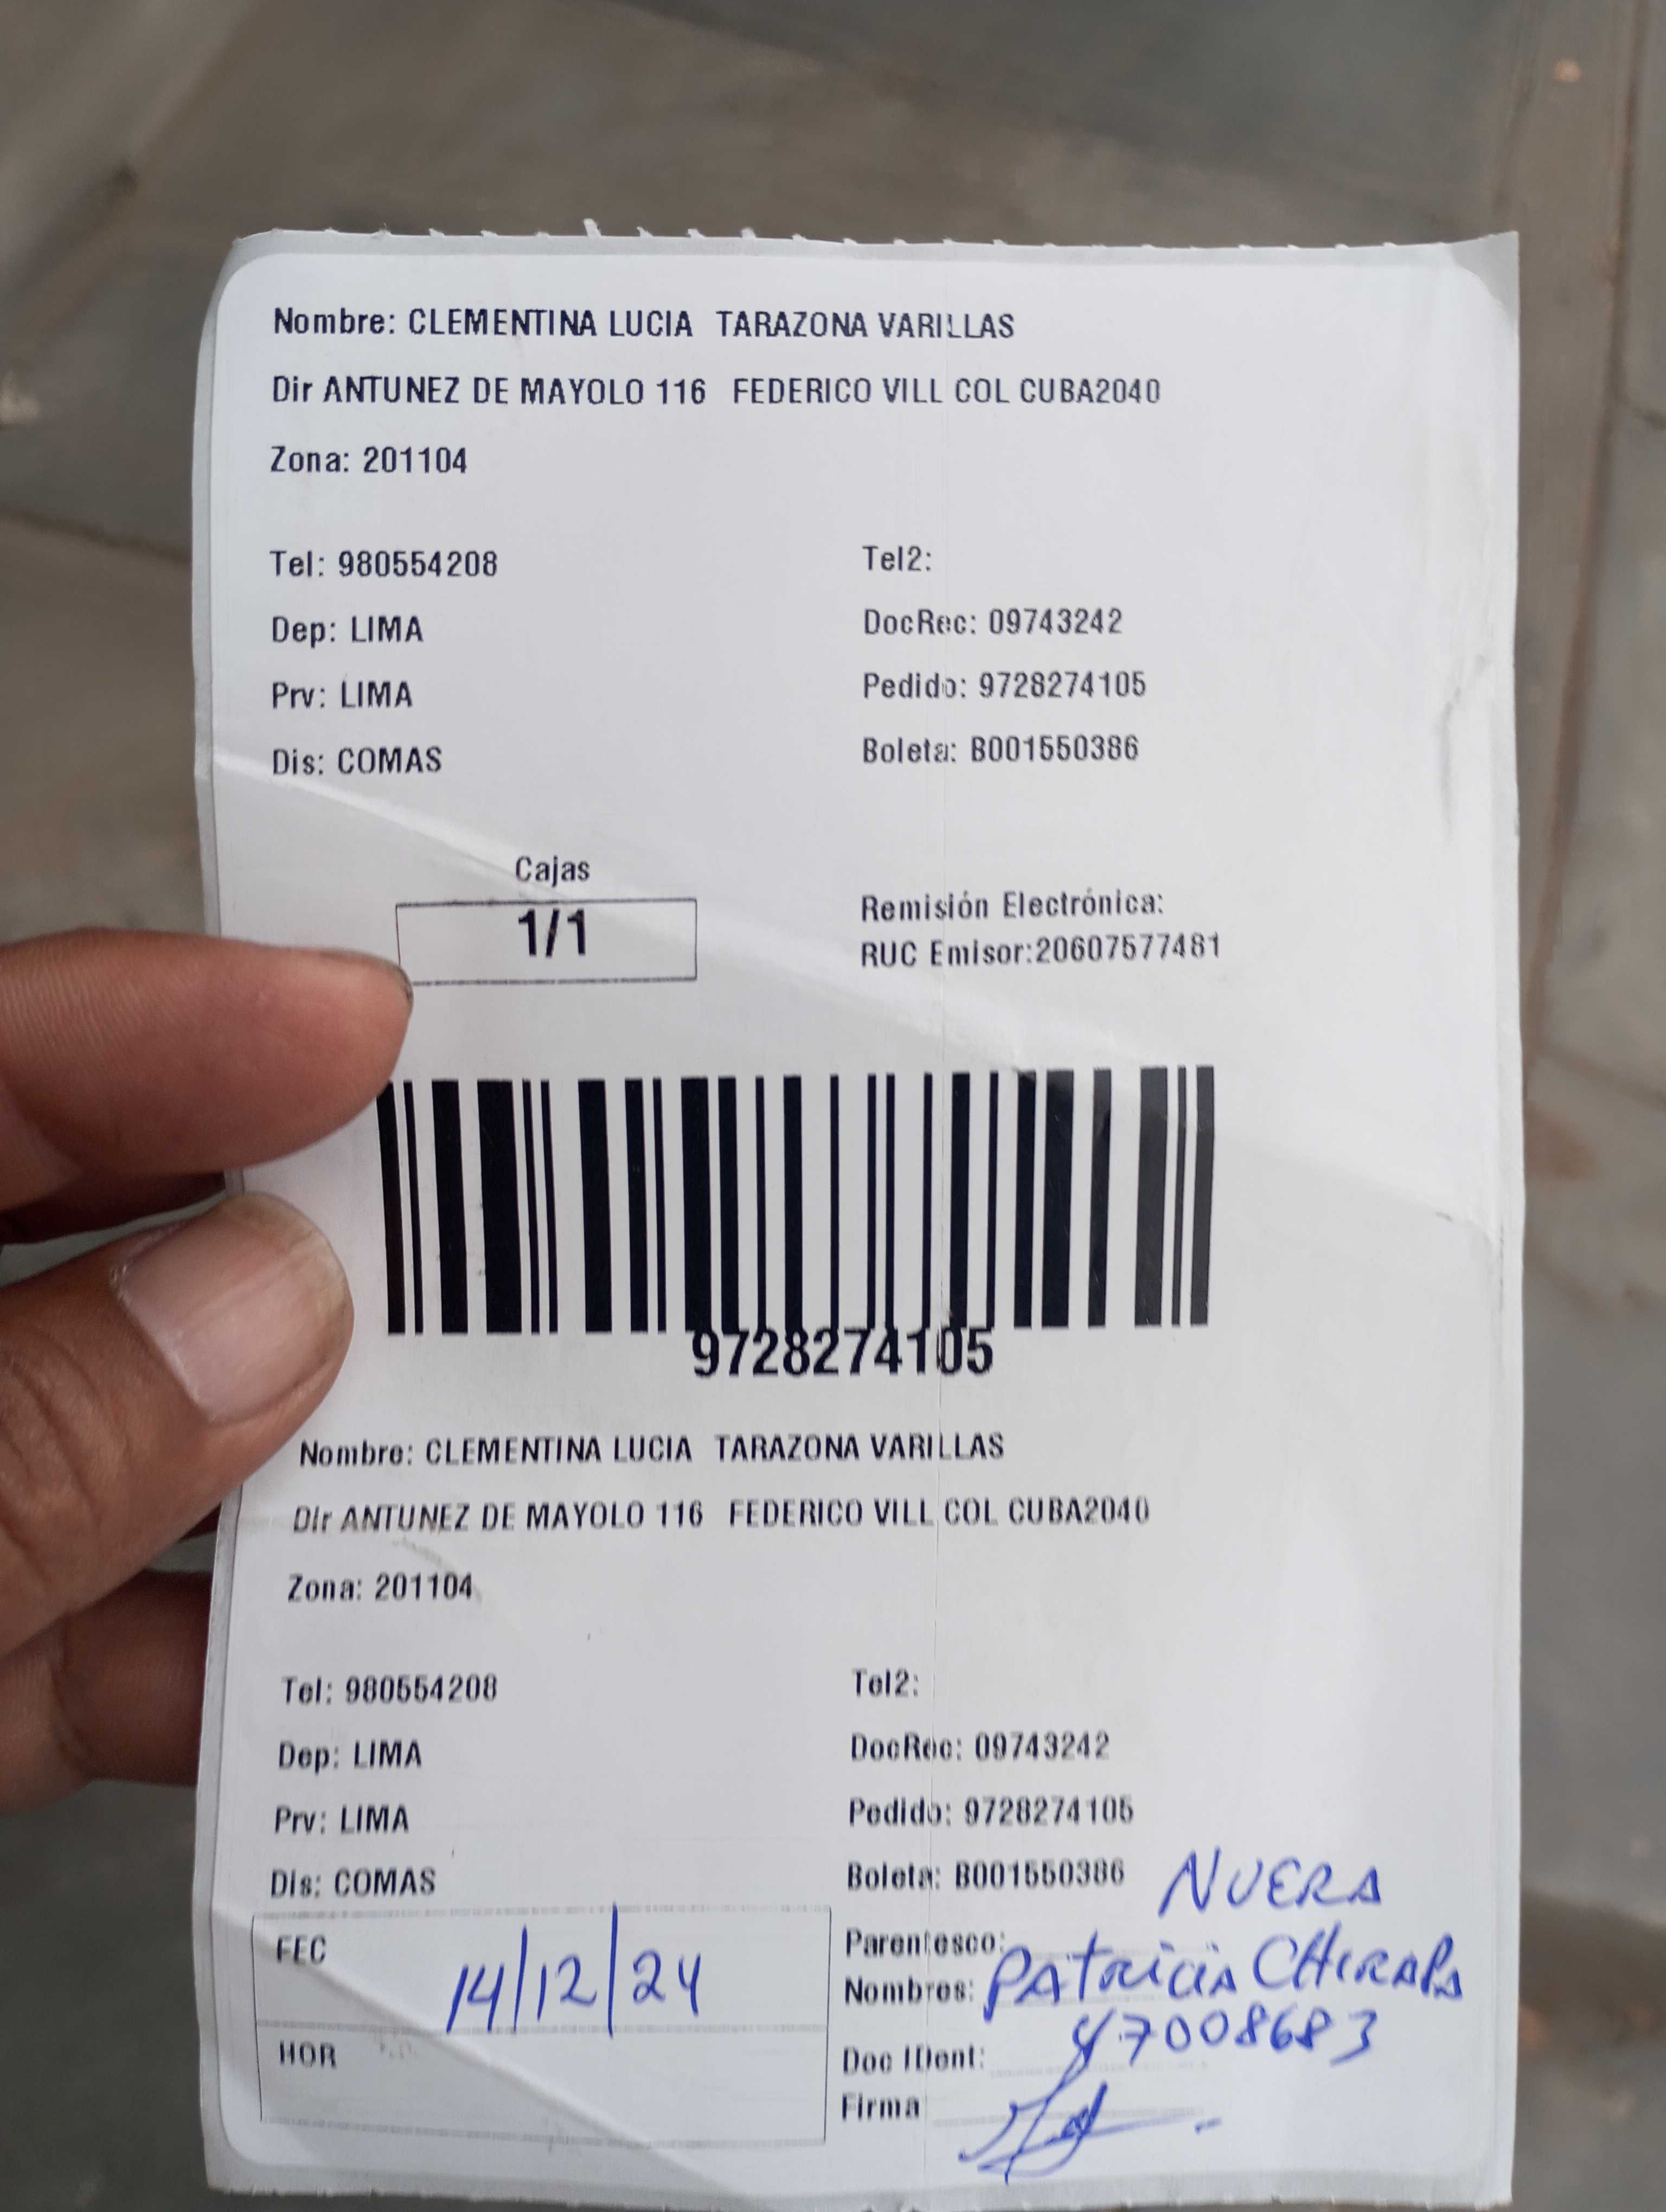 Nombre: CLEMENTINA LUCIA TARAZONA VARILLAS
Dir ANTUNEZ DE MAYOLO 116 FEDERICO VILL COL CUBA2040
Zona: 201104
Tel: 980554208 Tel2:
Dep: LIMA DocRec: 09743242
Prv: LIMA Pedido: 9728274105
Dis: COMAS Boleta: B001550386
Cajas
1/1
Remisión Electrónica:
RUC Emisor:20607577481
9728274105
Nombre: CLEMENTINA LUCIA TARAZONA VARILLAS
Dir ANTUNEZ DE MAYOLO 116 FEDERICO VILL COL CUBA2040
Zona: 201104
Tel: 980554208 Tel2:
Dep: LIMA DocRec: 09743242
Prv: LIMA Pedido: 9728274105
Dis: COMAS Boleta: B001550386
FEC 14/12/24
HOR
Parentesco: NUERA
Nombres: PATRICIA CHIRAPA
Doc IDent: 47008683
Firma